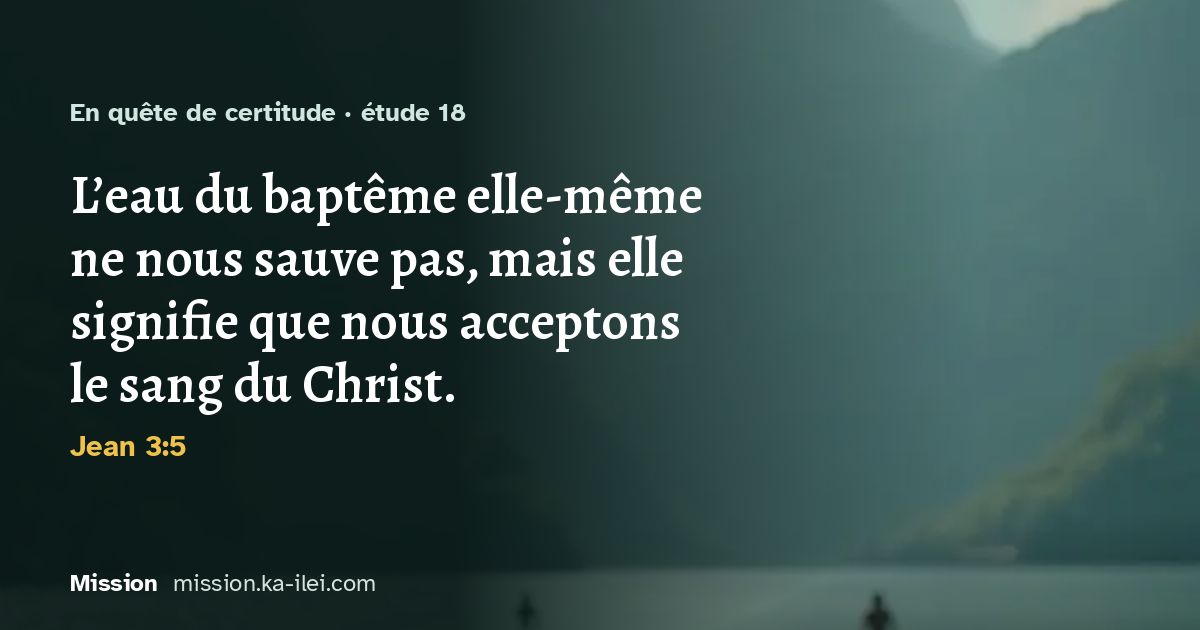 En quête de certitude · étude 18
L’eau du baptême elle-même
ne nous sauve pas, mais elle
signifie que nous acceptons
le sang du Christ.
Jean 3:5
Mission mission.ka-ilei.com